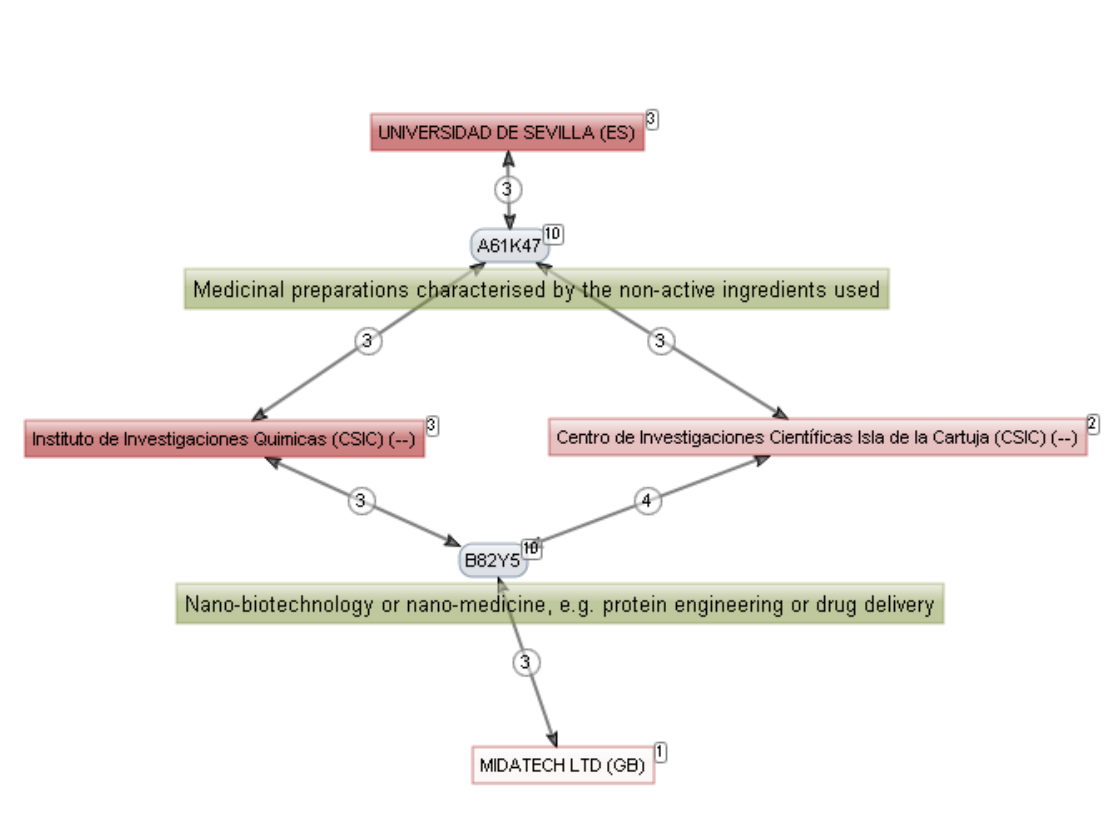 UNIVERSIDAD DE SEVILLA (ES)
3
3
A61K47
10
Medicinal preparations characterised by the non-active ingredients used
3
3
Instituto de Investigaciones Quimicas (CSIC) (--)
3
Centro de Investigaciones Científicas Isla de la Cartuja (CSIC) (--)
2
3
4
B82Y5
10
Nano-biotechnology or nano-medicine, e.g. protein engineering or drug delivery
3
MIDATECH LTD (GB)
1